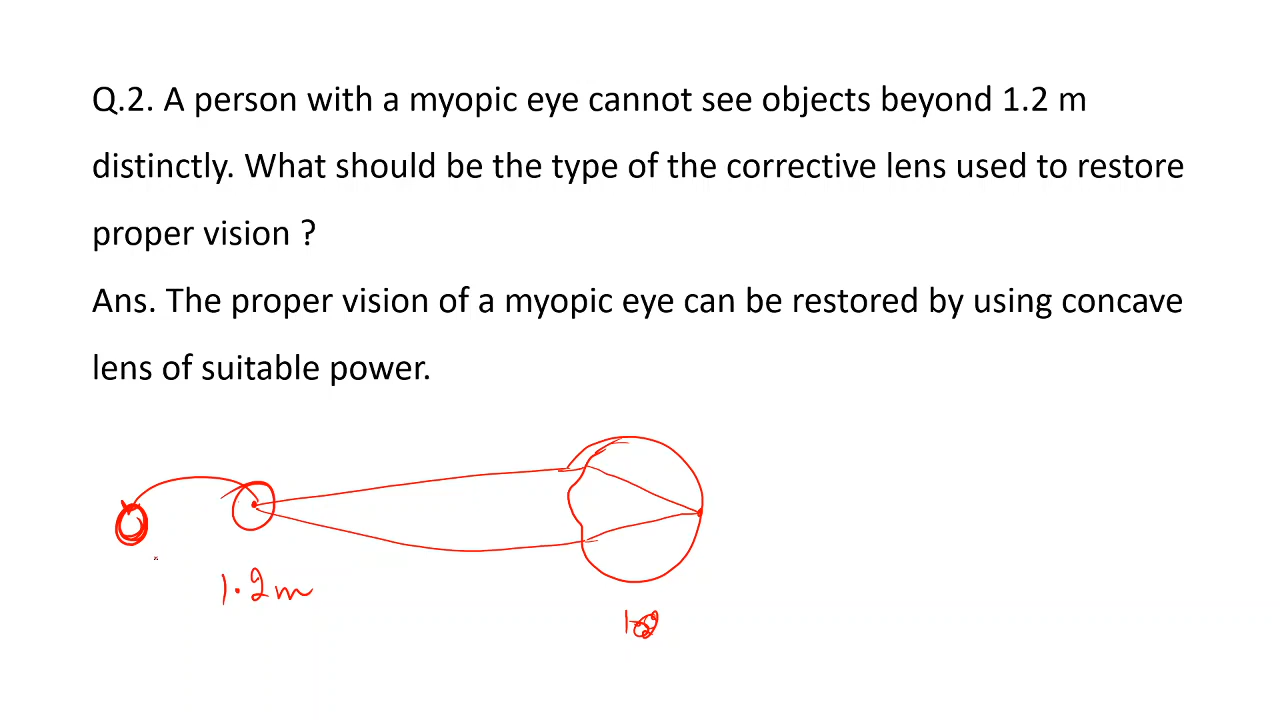 Q.2. A person with a myopic eye cannot see objects beyond 1.2 m
distinctly. What should be the type of the corrective lens used to restore
proper vision ?
Ans. The proper vision of a myopic eye can be restored by using concave
lens of suitable power.
1.2m